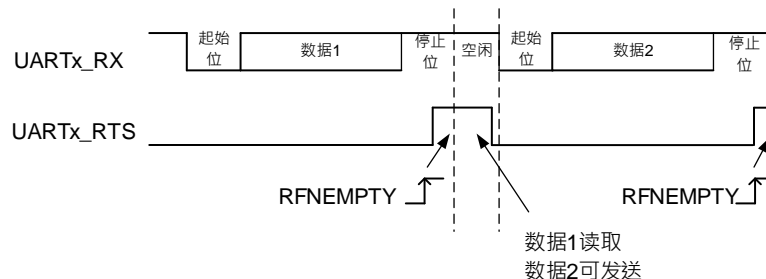 UARTx_RX
起始位
数据1
停止位
空闲
起始位
数据2
停止位
UARTx_RTS
RFNEMPTY
RFNEMPTY
数据1读取
数据2可发送